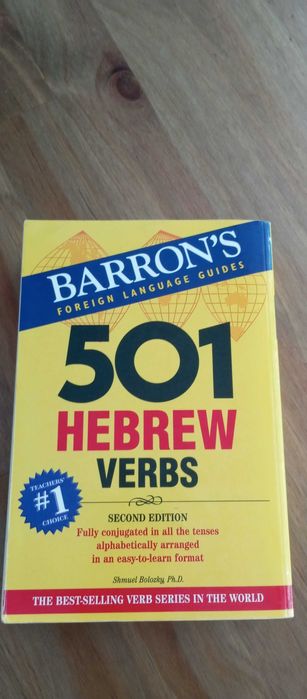 BARRON'S
FOREIGN LANGUAGE GUIDES
501
HEBREW
VERBS
TEACHERS'
#1
CHOICE
SECOND EDITION
Fully conjugated in all the tenses
alphabetically arranged
in an easy-to-learn format
Shmuel Bolozky, Ph.D.
THE BEST-SELLING VERB SERIES IN THE WORLD